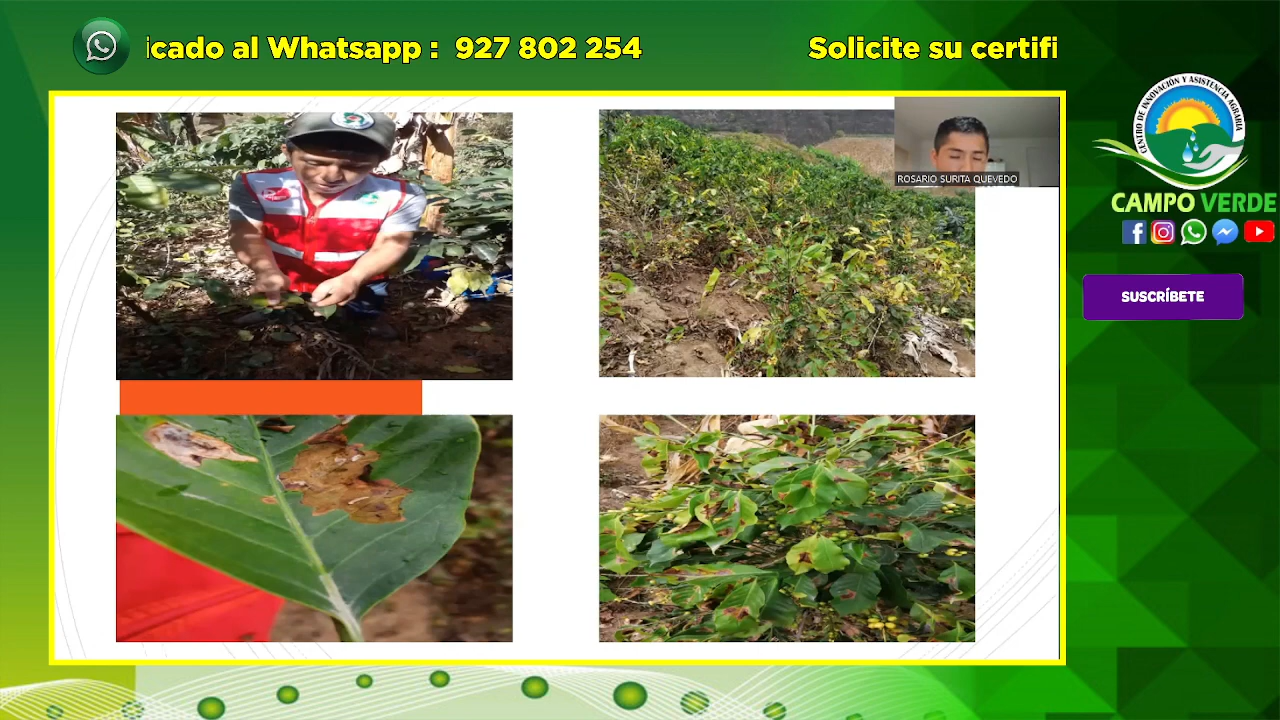 icado al Whatsapp :  927 802 254
Solicite su certifi
CENTRO DE INNOVACIÓN Y ASISTENCIA AGRARIA
CAMPO VERDE
ROSARIO SURITA QUEVEDO
SUSCRÍBETE